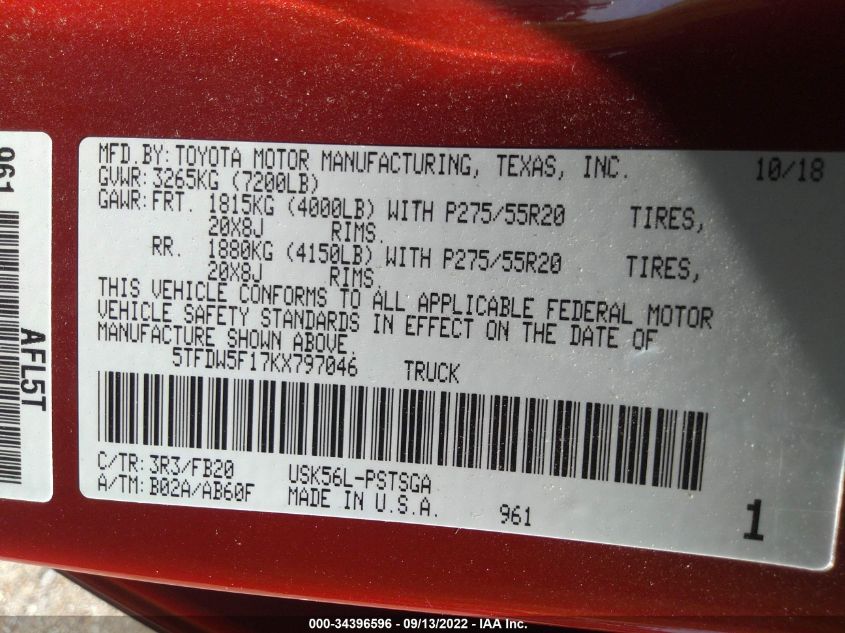 MFD.BY: TOYOTA MOTOR MANUFACTURING, TEXAS, INC. 10/18
GVWR: 3265KG (7200LB)
GAWR: FRT. 1815KG (4000LB) WITH P275/55R20 TIRES,
20X8J RIMS.
RR. 1880KG (4150LB) WITH P275/55R20 TIRES,
20X8J RIMS.
THIS VEHICLE CONFORMS TO ALL APPLICABLE FEDERAL MOTOR
VEHICLE SAFETY STANDARDS IN EFFECT ON THE DATE OF
MANUFACTURE SHOWN ABOVE.
5TFDW5F17KX797046 TRUCK
C/TR: 3R3/FB20 USK56L-PSTSGA
A/TM: B02A/AB60F MADE IN U.S.A. 961 1
961
AFL5T
000-34396596 - 09/13/2022 - IAA Inc.